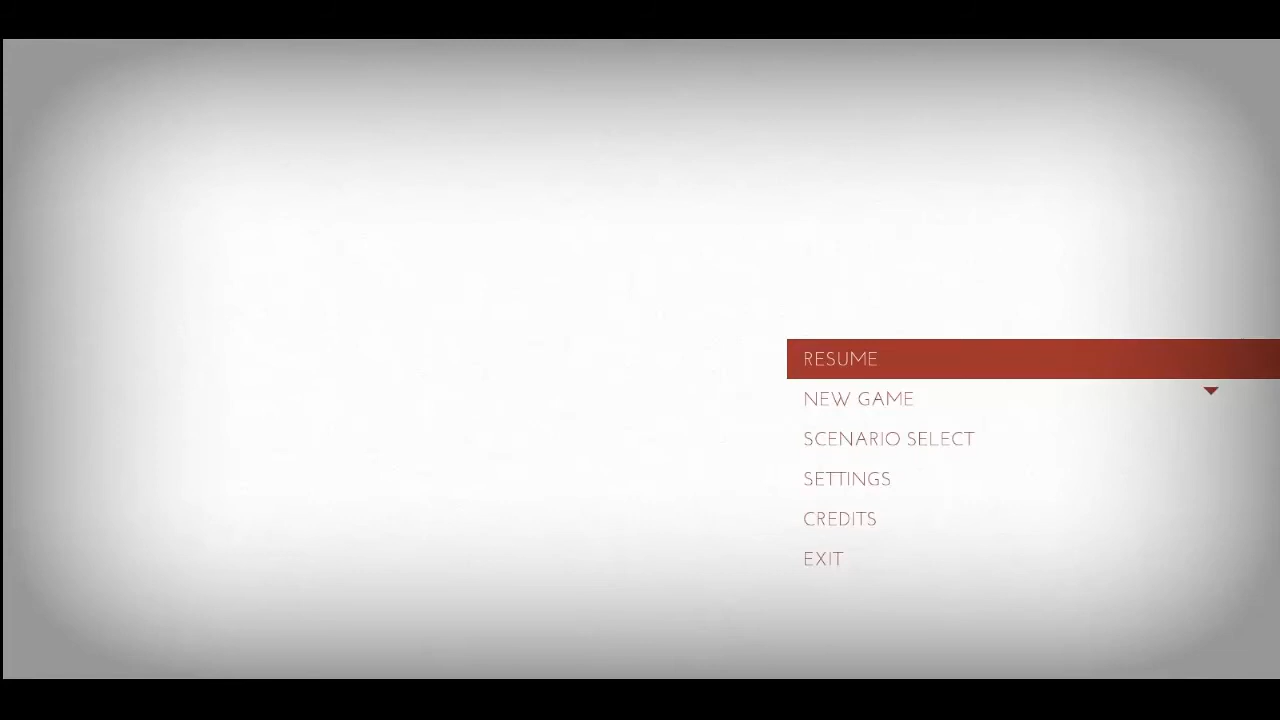 RESUME
NEW GAME
SCENARIO SELECT
SETTINGS
CREDITS
EXIT